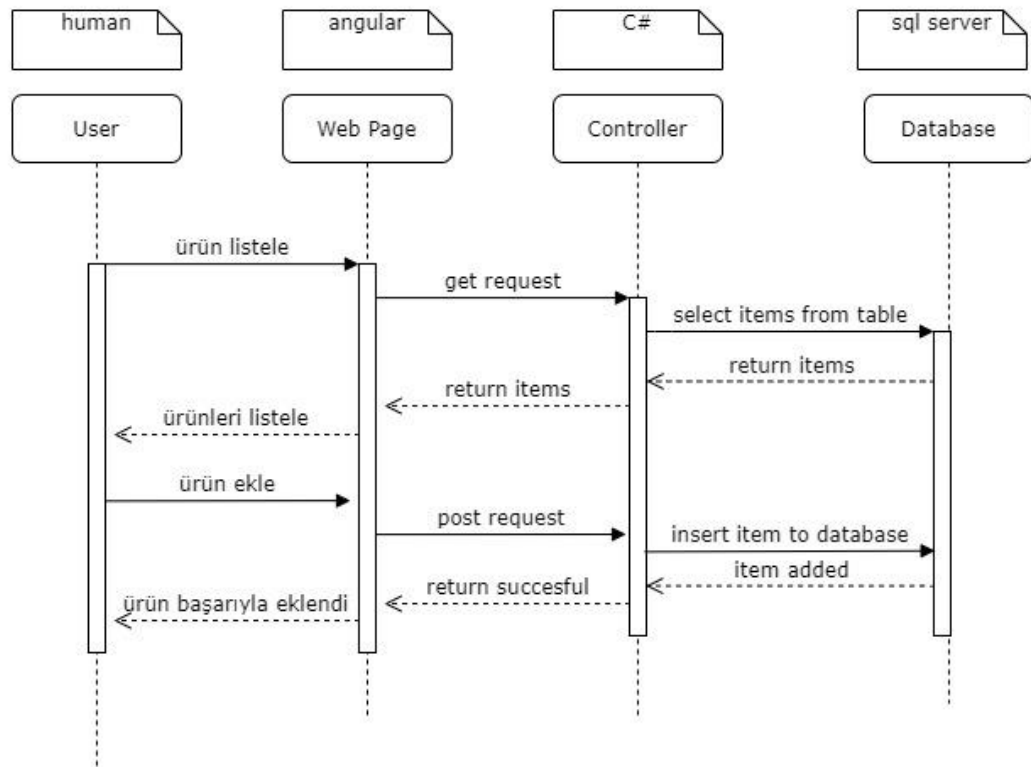 human
angular
C#
sql server
User
Web Page
Controller
Database
ürün listele
get request
select items from table
return items
return items
ürünleri listele
ürün ekle
post request
insert item to database
item added
return succesful
ürün başarıyla eklendi